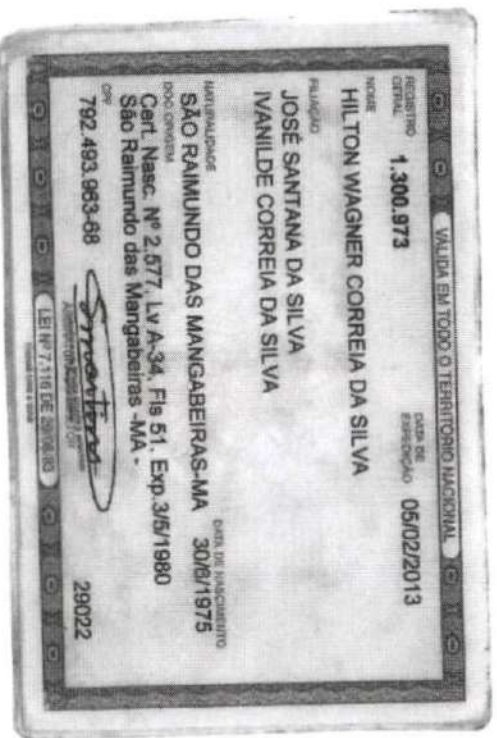 VÁLIDA EM TODO O TERRITÓRIO NACIONAL
REGISTRO GERAL 1.300.973 DATA DE EXPEDIÇÃO 05/02/2013
NOME
HILTON WAGNER CORREIA DA SILVA
FILIAÇÃO
JOSÉ SANTANA DA SILVA
IVANILDE CORREIA DA SILVA
NATURALIDADE DATA DE NASCIMENTO
SÃO RAIMUNDO DAS MANGABEIRAS-MA 30/8/1975
DOC ORIGEM
Cert. Nasc. Nº 2.577, Lv A-34, Fls 51. Exp.3/5/1980
São Raimundo das Mangabeiras -MA -
CPF
792.493.963-68
29022
LEI Nº 7.116 DE 29/08/83